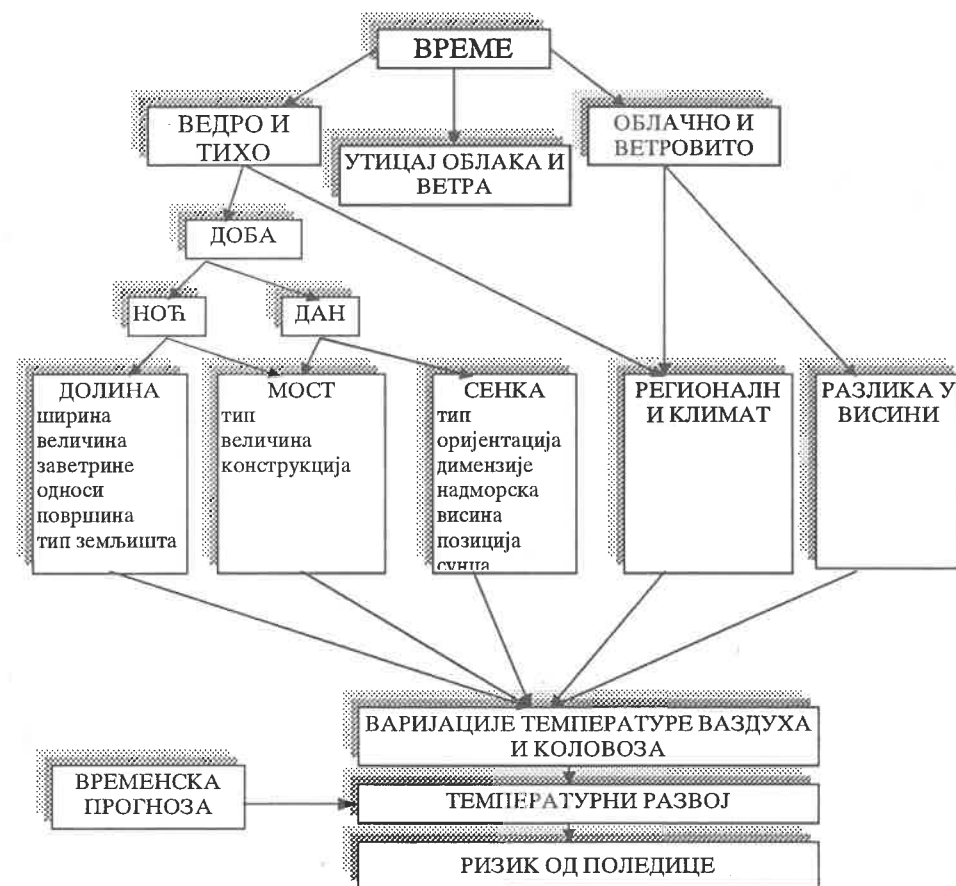 ВРЕМЕ
ВЕДРО И
ТИХО
УТИЦАЈ ОБЛАКА И
ВЕТРА
ОБЛАЧНО И
ВЕТРОВИТО
ДОБА
НОЋ
ДАН
ДОЛИНА
ширина
величина
заветрине
односи
површина
тип земљишта
МОСТ
тип
величина
конструкција
СЕНКА
тип
оријентација
димензије
надморска
висина
позиција
сунца
РЕГИОНАЛН
И КЛИМАТ
РАЗЛИКА У
ВИСИНИ
ВАРИЈАЦИЈЕ ТЕМПЕРАТУРЕ ВАЗДУХА
И КОЛОВОЗА
ВРЕМЕНСКА
ПРОГНОЗА
ТЕМПЕРАТУРНИ РАЗВОЈ
РИЗИК ОД ПОЛЕДИЦЕ